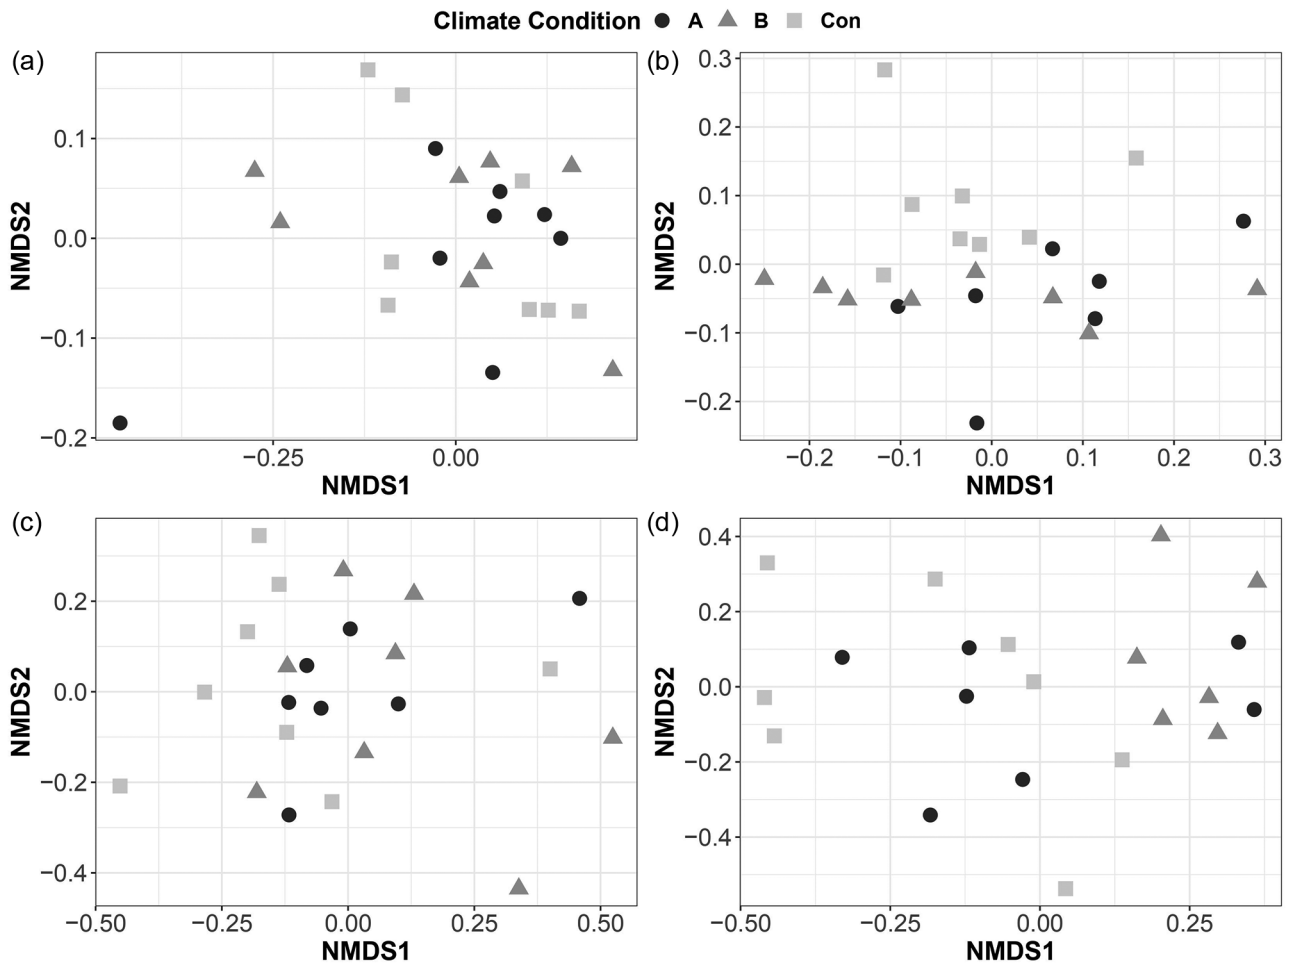 Climate Condition A B Con
(a)
NMDS2
0.1
0.0
−0.1
−0.2
−0.25 0.00
NMDS1
(b)
NMDS2
0.3
0.2
0.1
0.0
−0.1
−0.2
−0.2 −0.1 0.0 0.1 0.2 0.3
NMDS1
(c)
NMDS2
0.2
0.0
−0.2
−0.4
−0.50 −0.25 0.00 0.25 0.50
NMDS1
(d)
NMDS2
0.4
0.2
0.0
−0.2
−0.4
−0.50 −0.25 0.00 0.25
NMDS1